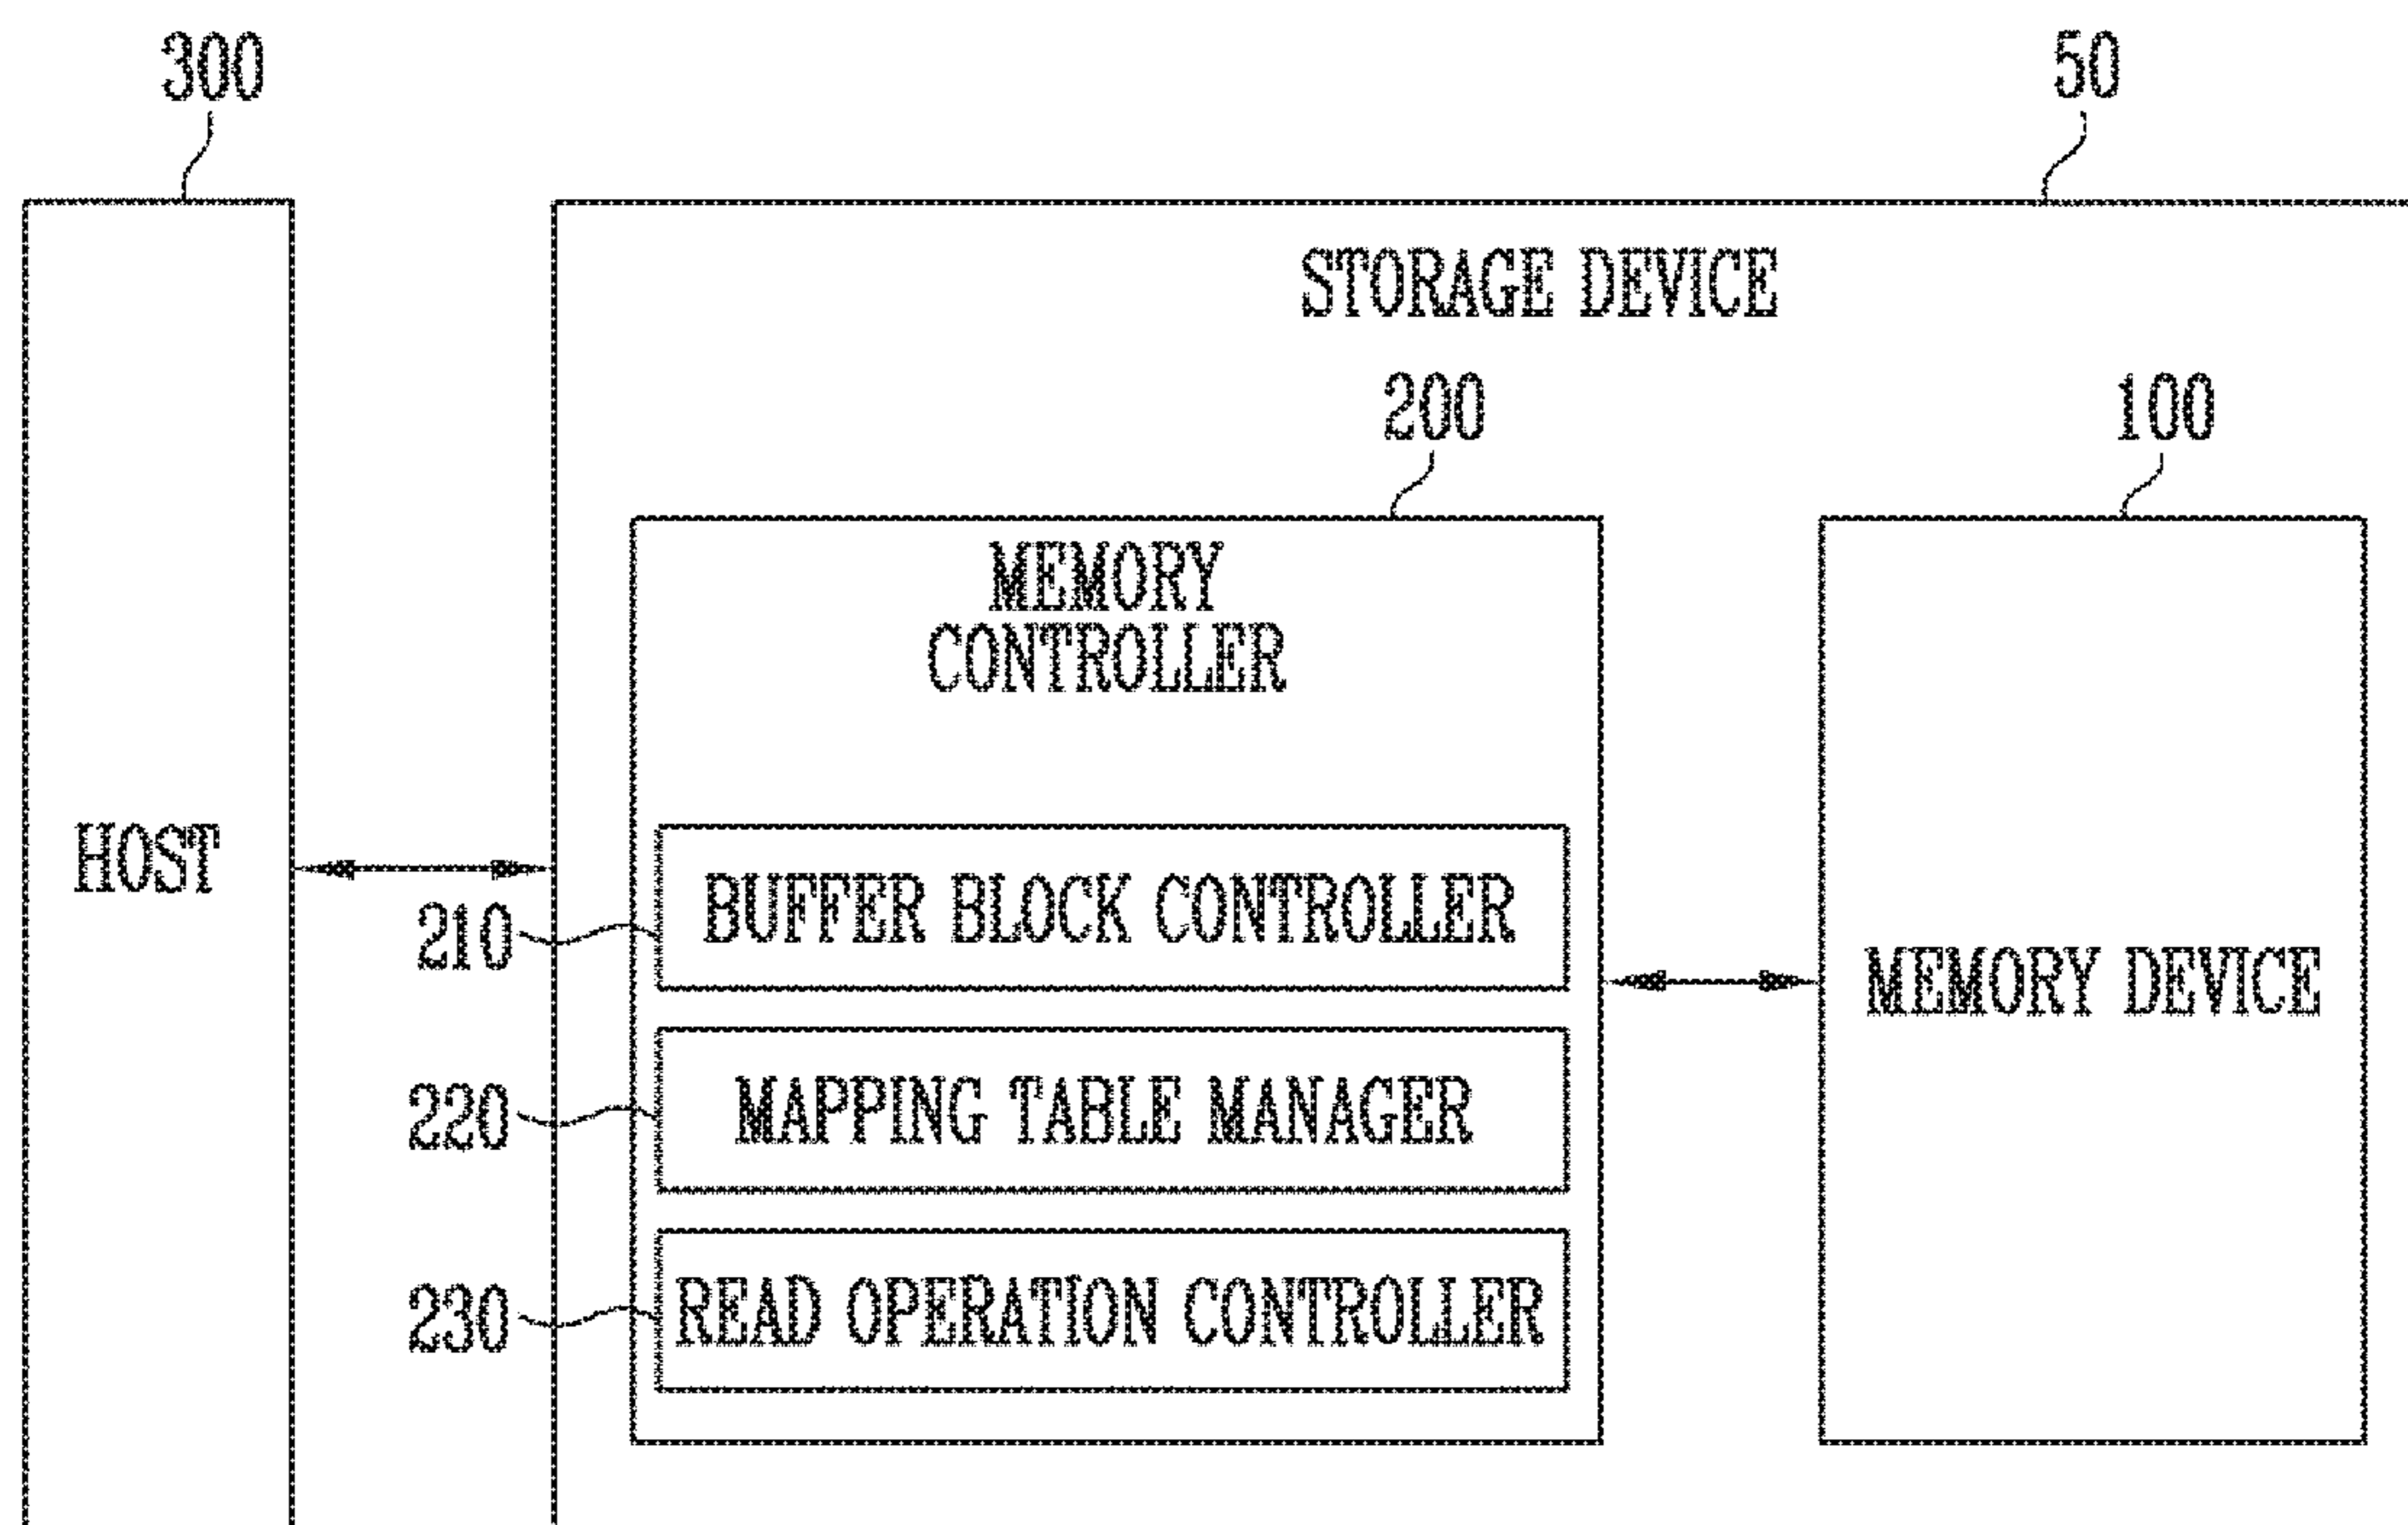 300
50
STORAGE DEVICE
200
100
MEMORY
CONTROLLER
HOST
BUFFER BLOCK CONTROLLER
210
MEMORY DEVICE
MAPPING TABLE MANAGER
220
READ OPERATION CONTROLLER
230